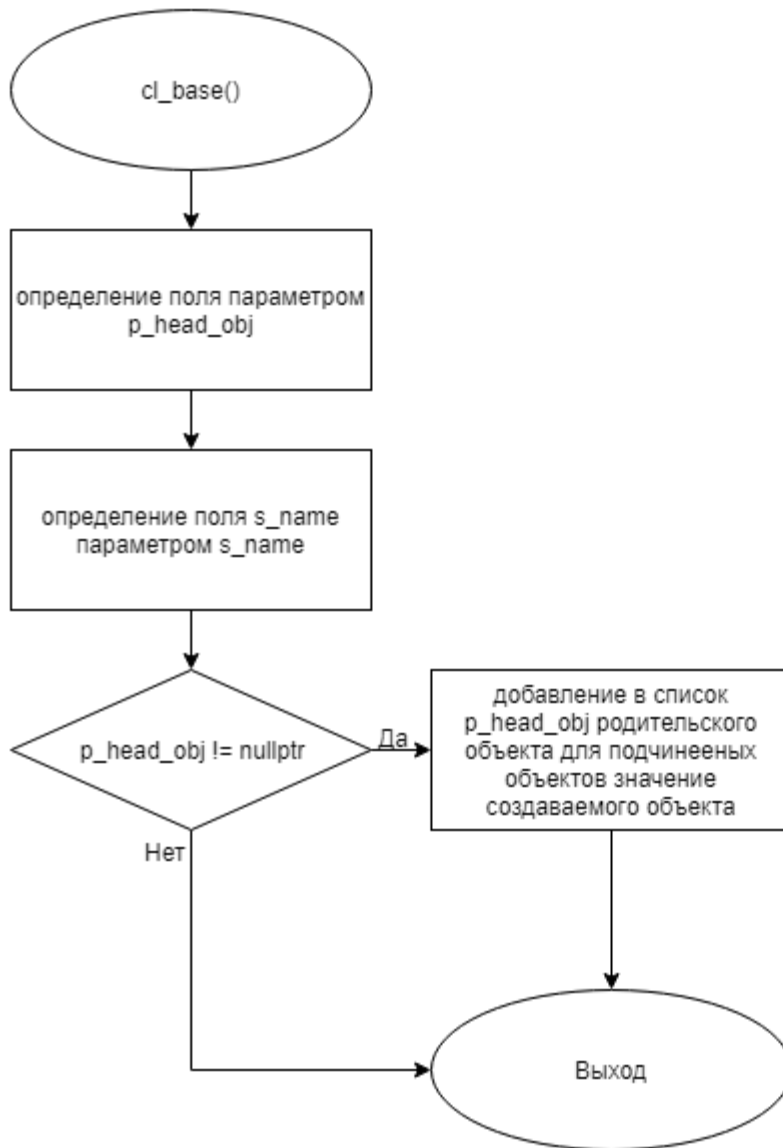 cl_base()
определение поля параметром
p_head_obj
определение поля s_name
параметром s_name
p_head_obj != nullptr
Да
добавление в список
p_head_obj родительского
объекта для подчинееных
объектов значение
создаваемого объекта
Нет
Выход